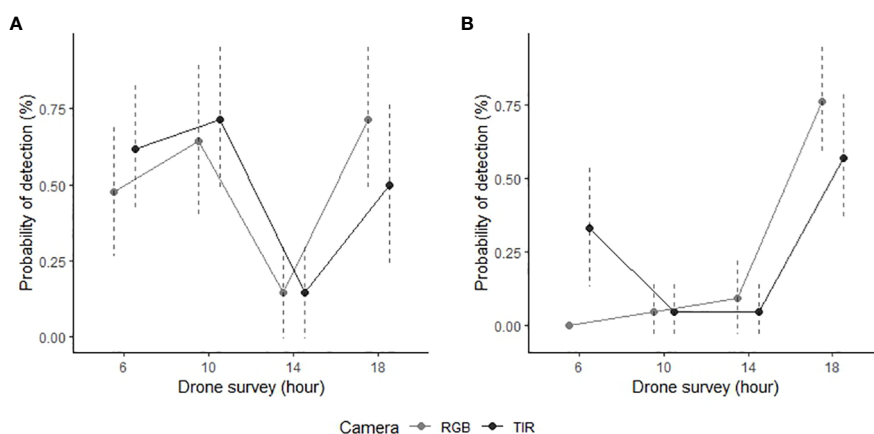 A
Probability of detection (%)
0.75
0.50
0.25
0.00
6 10 14 18
Drone survey (hour)
B
Probability of detection (%)
0.75
0.50
0.25
0.00
6 10 14 18
Drone survey (hour)
Camera RGB TIR